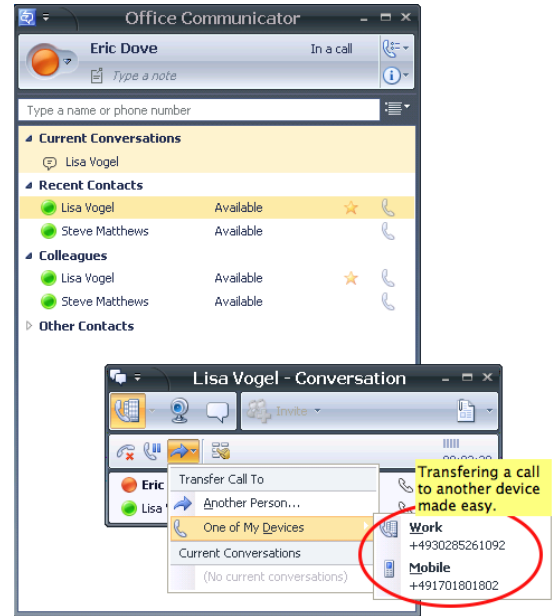 Office Communicator
Eric Dove In a call
Type a note
Type a name or phone number
Current Conversations
Lisa Vogel
Recent Contacts
Lisa Vogel Available
Steve Matthews Available
Colleagues
Lisa Vogel Available
Steve Matthews Available
Other Contacts
Lisa Vogel - Conversation
Invite
Eric
Lisa
Transfer Call To
Another Person...
One of My Devices
Current Conversations
(No current conversations)
Transfering a call
to another device
made easy.
Work
+4930285261092
Mobile
+491701801802